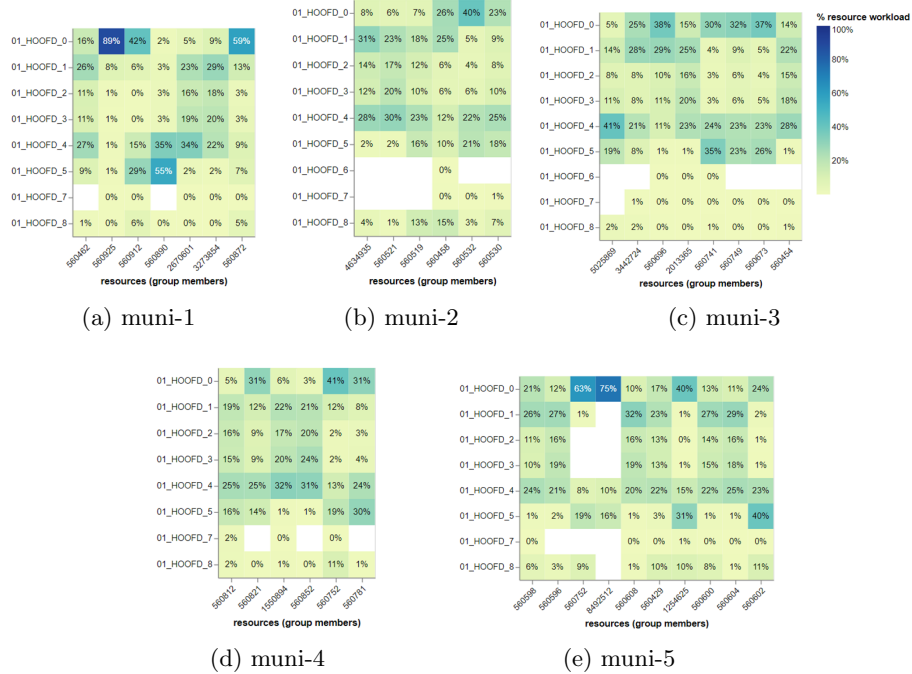 01_HOOFD_0 16% 89% 42% 2% 5% 9% 59%
01_HOOFD_1 26% 8% 6% 3% 23% 29% 13%
01_HOOFD_2 11% 1% 0% 3% 16% 18% 3%
01_HOOFD_3 11% 1% 0% 3% 19% 20% 3%
01_HOOFD_4 27% 1% 15% 35% 34% 22% 9%
01_HOOFD_5 9% 1% 29% 55% 2% 2% 7%
01_HOOFD_7 0% 0% 0% 0% 0%
01_HOOFD_8 1% 0% 6% 0% 0% 0% 5%
560462 560925 560912 560890 2670601 3273854 560872
resources (group members)
(a) muni-1
01_HOOFD_0 8% 6% 7% 26% 40% 23%
01_HOOFD_1 31% 23% 18% 25% 5% 9%
01_HOOFD_2 14% 17% 12% 6% 4% 8%
01_HOOFD_3 12% 20% 10% 6% 6% 10%
01_HOOFD_4 28% 30% 23% 12% 22% 25%
01_HOOFD_5 2% 2% 16% 10% 21% 18%
01_HOOFD_6 0%
01_HOOFD_7 0% 0% 1%
01_HOOFD_8 4% 1% 13% 15% 3% 7%
4634935 560521 560519 560458 560532 560530
resources (group members)
(b) muni-2
01_HOOFD_0 5% 25% 38% 15% 30% 32% 37% 14%
01_HOOFD_1 14% 28% 29% 25% 4% 9% 5% 22%
01_HOOFD_2 8% 8% 10% 16% 3% 6% 4% 15%
01_HOOFD_3 11% 8% 11% 20% 3% 6% 5% 18%
01_HOOFD_4 41% 21% 11% 23% 24% 23% 23% 28%
01_HOOFD_5 19% 8% 1% 1% 35% 23% 26% 1%
01_HOOFD_6 0% 0% 0%
01_HOOFD_7 1% 0% 0% 0% 0% 0% 0%
01_HOOFD_8 2% 2% 0% 0% 1% 0% 0% 1%
5025869 3442724 560696 2013365 560741 560749 560673 560454
resources (group members)
(c) muni-3
% resource workload
100%
80%
60%
40%
20%
01_HOOFD_0 5% 31% 6% 3% 41% 31%
01_HOOFD_1 19% 12% 22% 21% 12% 8%
01_HOOFD_2 16% 9% 17% 20% 2% 3%
01_HOOFD_3 15% 9% 20% 24% 2% 4%
01_HOOFD_4 25% 25% 32% 31% 13% 24%
01_HOOFD_5 16% 14% 1% 1% 19% 30%
01_HOOFD_7 2% 0% 0%
01_HOOFD_8 2% 0% 1% 0% 11% 1%
560812 560821 1550894 560852 560752 560781
resources (group members)
(d) muni-4
01_HOOFD_0 21% 12% 63% 75% 10% 17% 40% 13% 11% 24%
01_HOOFD_1 26% 27% 1% 32% 23% 1% 27% 29% 2%
01_HOOFD_2 11% 16% 16% 13% 0% 14% 16% 1%
01_HOOFD_3 10% 19% 19% 13% 1% 15% 18% 1%
01_HOOFD_4 24% 21% 8% 10% 20% 22% 15% 22% 25% 23%
01_HOOFD_5 1% 2% 19% 16% 1% 3% 31% 1% 1% 40%
01_HOOFD_7 0% 0% 0% 1% 0% 0% 0%
01_HOOFD_8 6% 3% 9% 1% 10% 10% 8% 1% 11%
560598 560596 560752 8492512 560608 560429 1254625 560600 560604 560602
resources (group members)
(e) muni-5